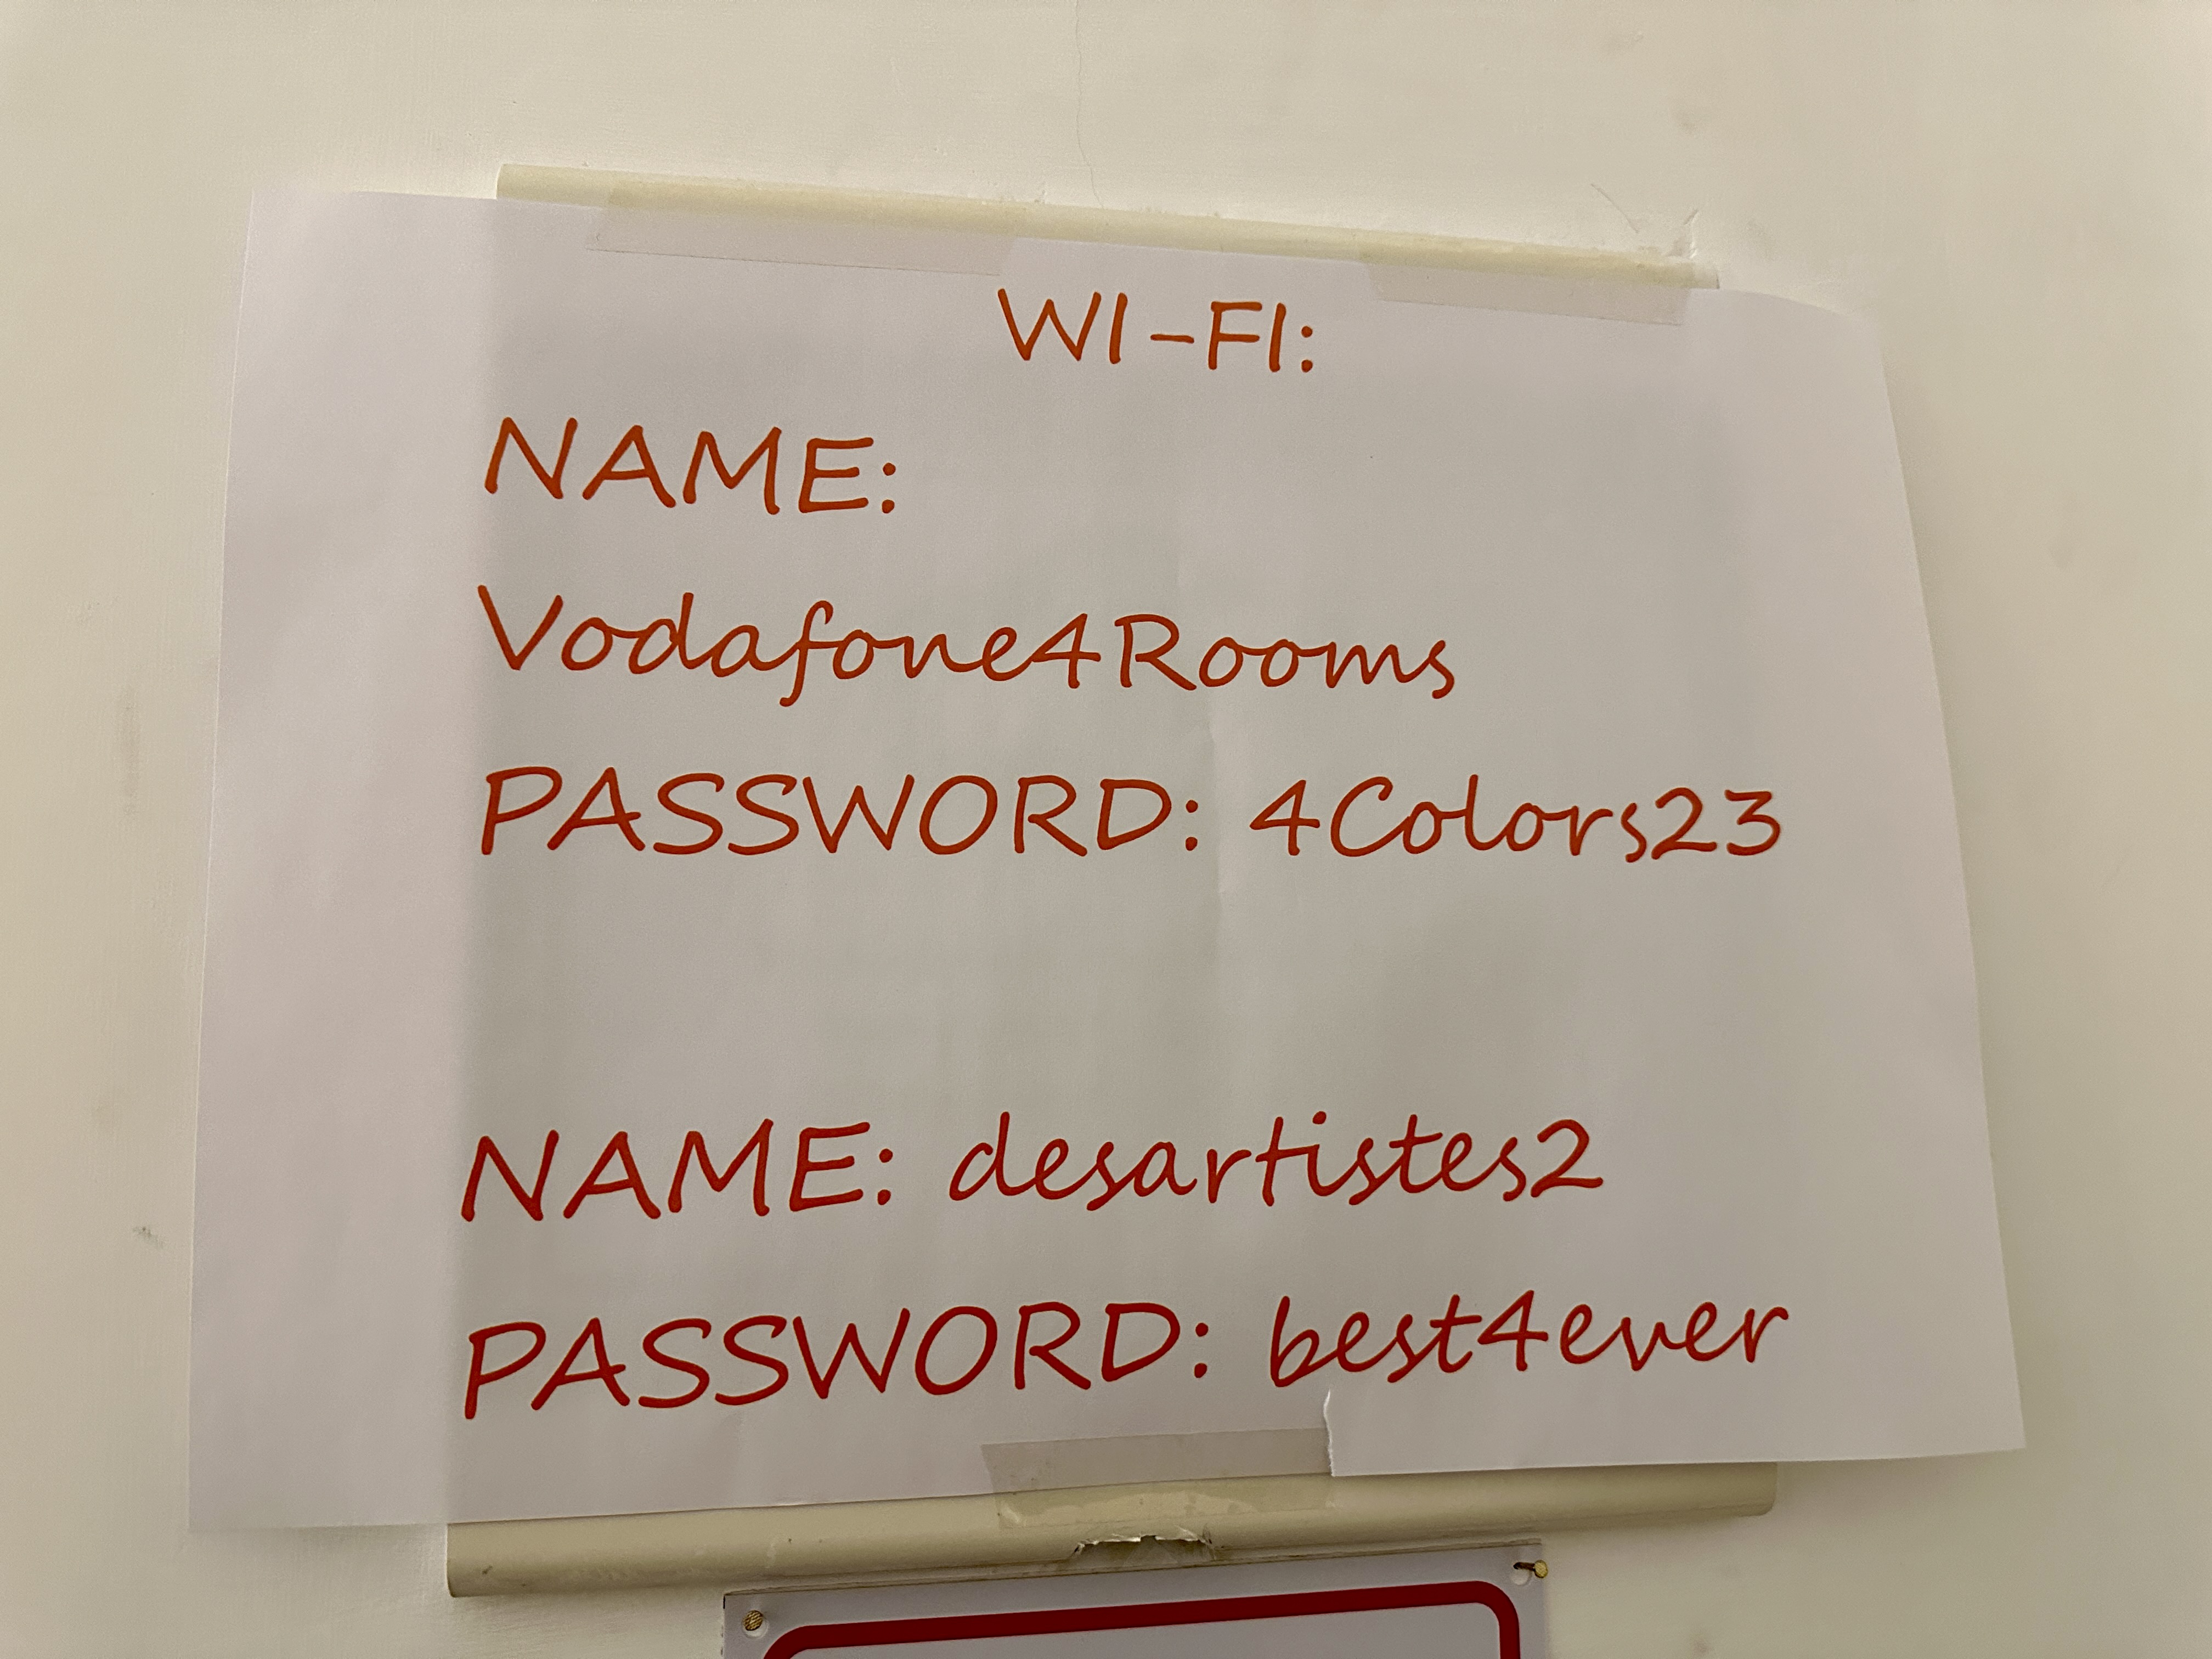 WI-FI:
NAME:
Vodafone4Rooms
PASSWORD: 4Colors23
NAME: desartistes2
PASSWORD: best4ever